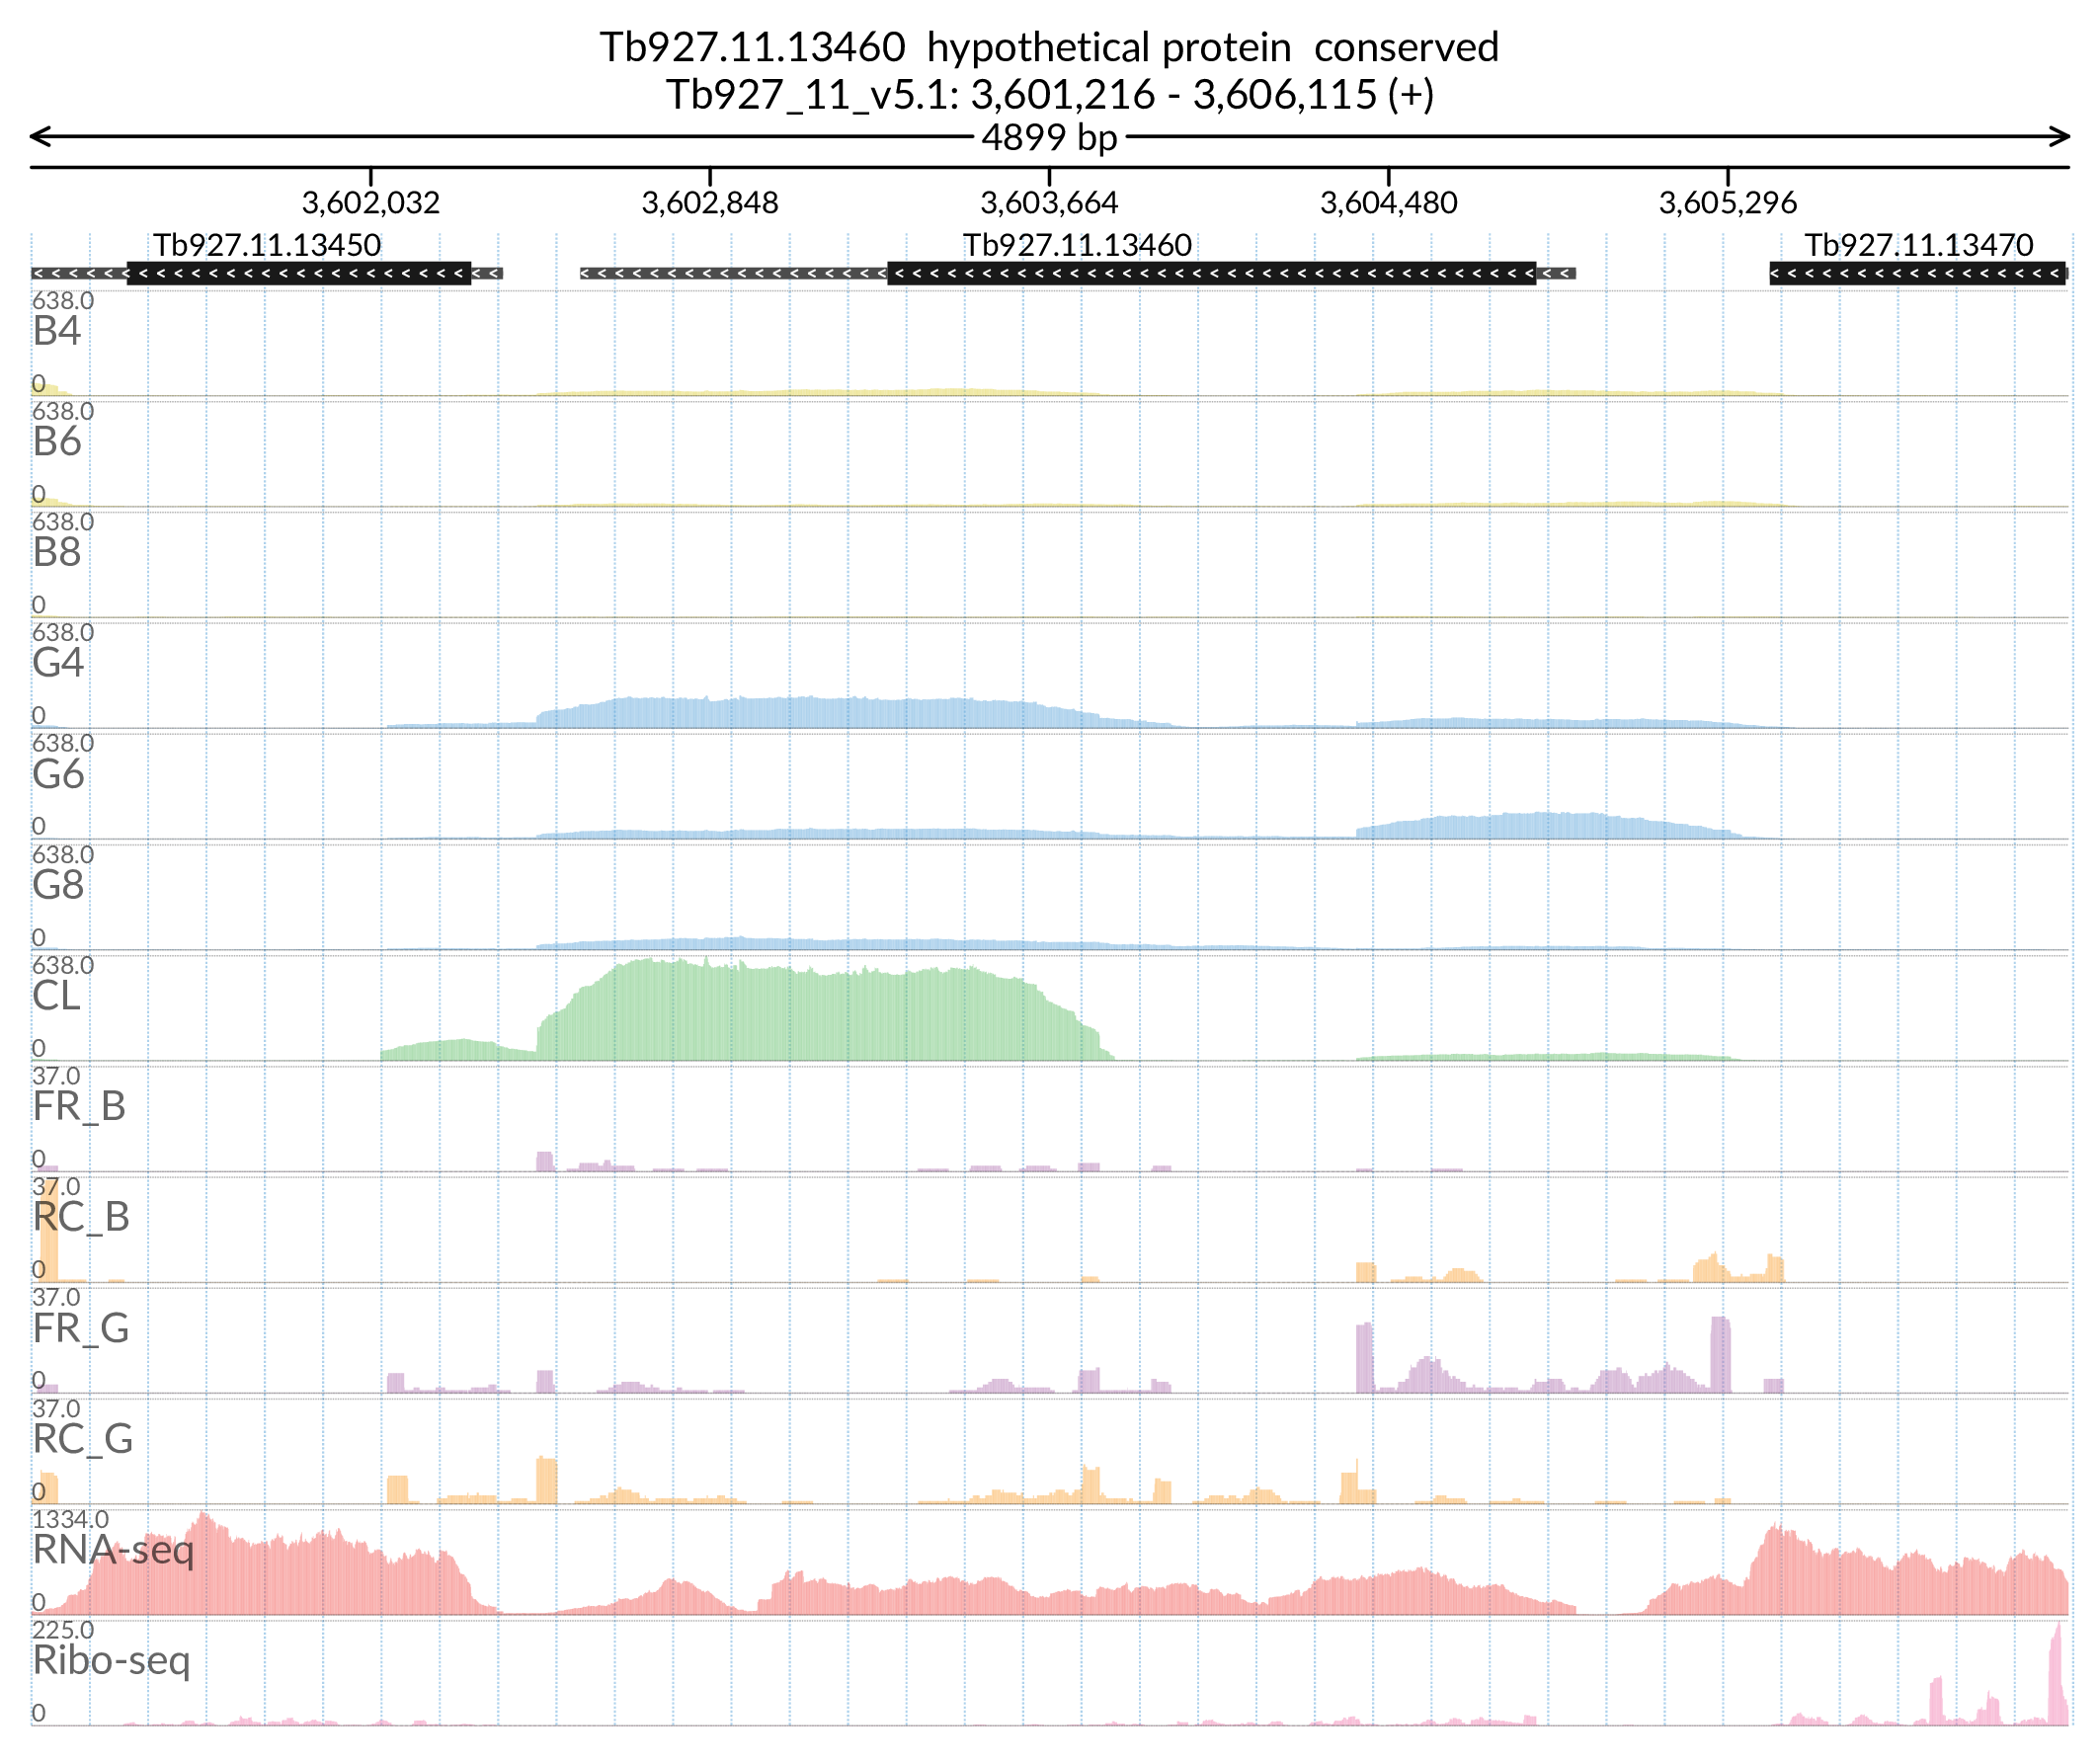 Tb927.11.13460  hypothetical protein  conserved
Tb927_11_v5.1: 3,601,216 - 3,606,115 (+)
4899 bp
3,602,032 3,602,848 3,603,664 3,604,480 3,605,296
Tb927.11.13450 Tb927.11.13460 Tb927.11.13470
638.0
B4
0
638.0
B6
0
638.0
B8
0
638.0
G4
0
638.0
G6
0
638.0
G8
0
638.0
CL
0
37.0
FR_B
0
37.0
RC_B
0
37.0
FR_G
0
37.0
RC_G
0
1334.0
RNA-seq
0
225.0
Ribo-seq
0